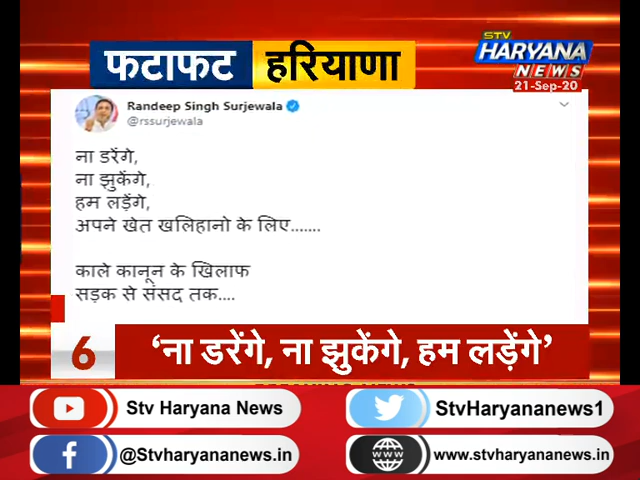 फटाफट हरियाणा
STV
HARYANA
NEWS
21-Sep-20
Randeep Singh Surjewala
@rssurjewala
ना डरेंगे,
ना झुकेंगे,
हम लड़ेंगे,
अपने खेत खलिहानो के लिए.......
काले कानून के खिलाफ
सड़क से संसद तक....
6 ‘ना डरेंगे, ना झुकेंगे, हम लड़ेंगे’
Stv Haryana News
StvHaryananews1
@Stvharyananews.in
www.stvharyananews.in